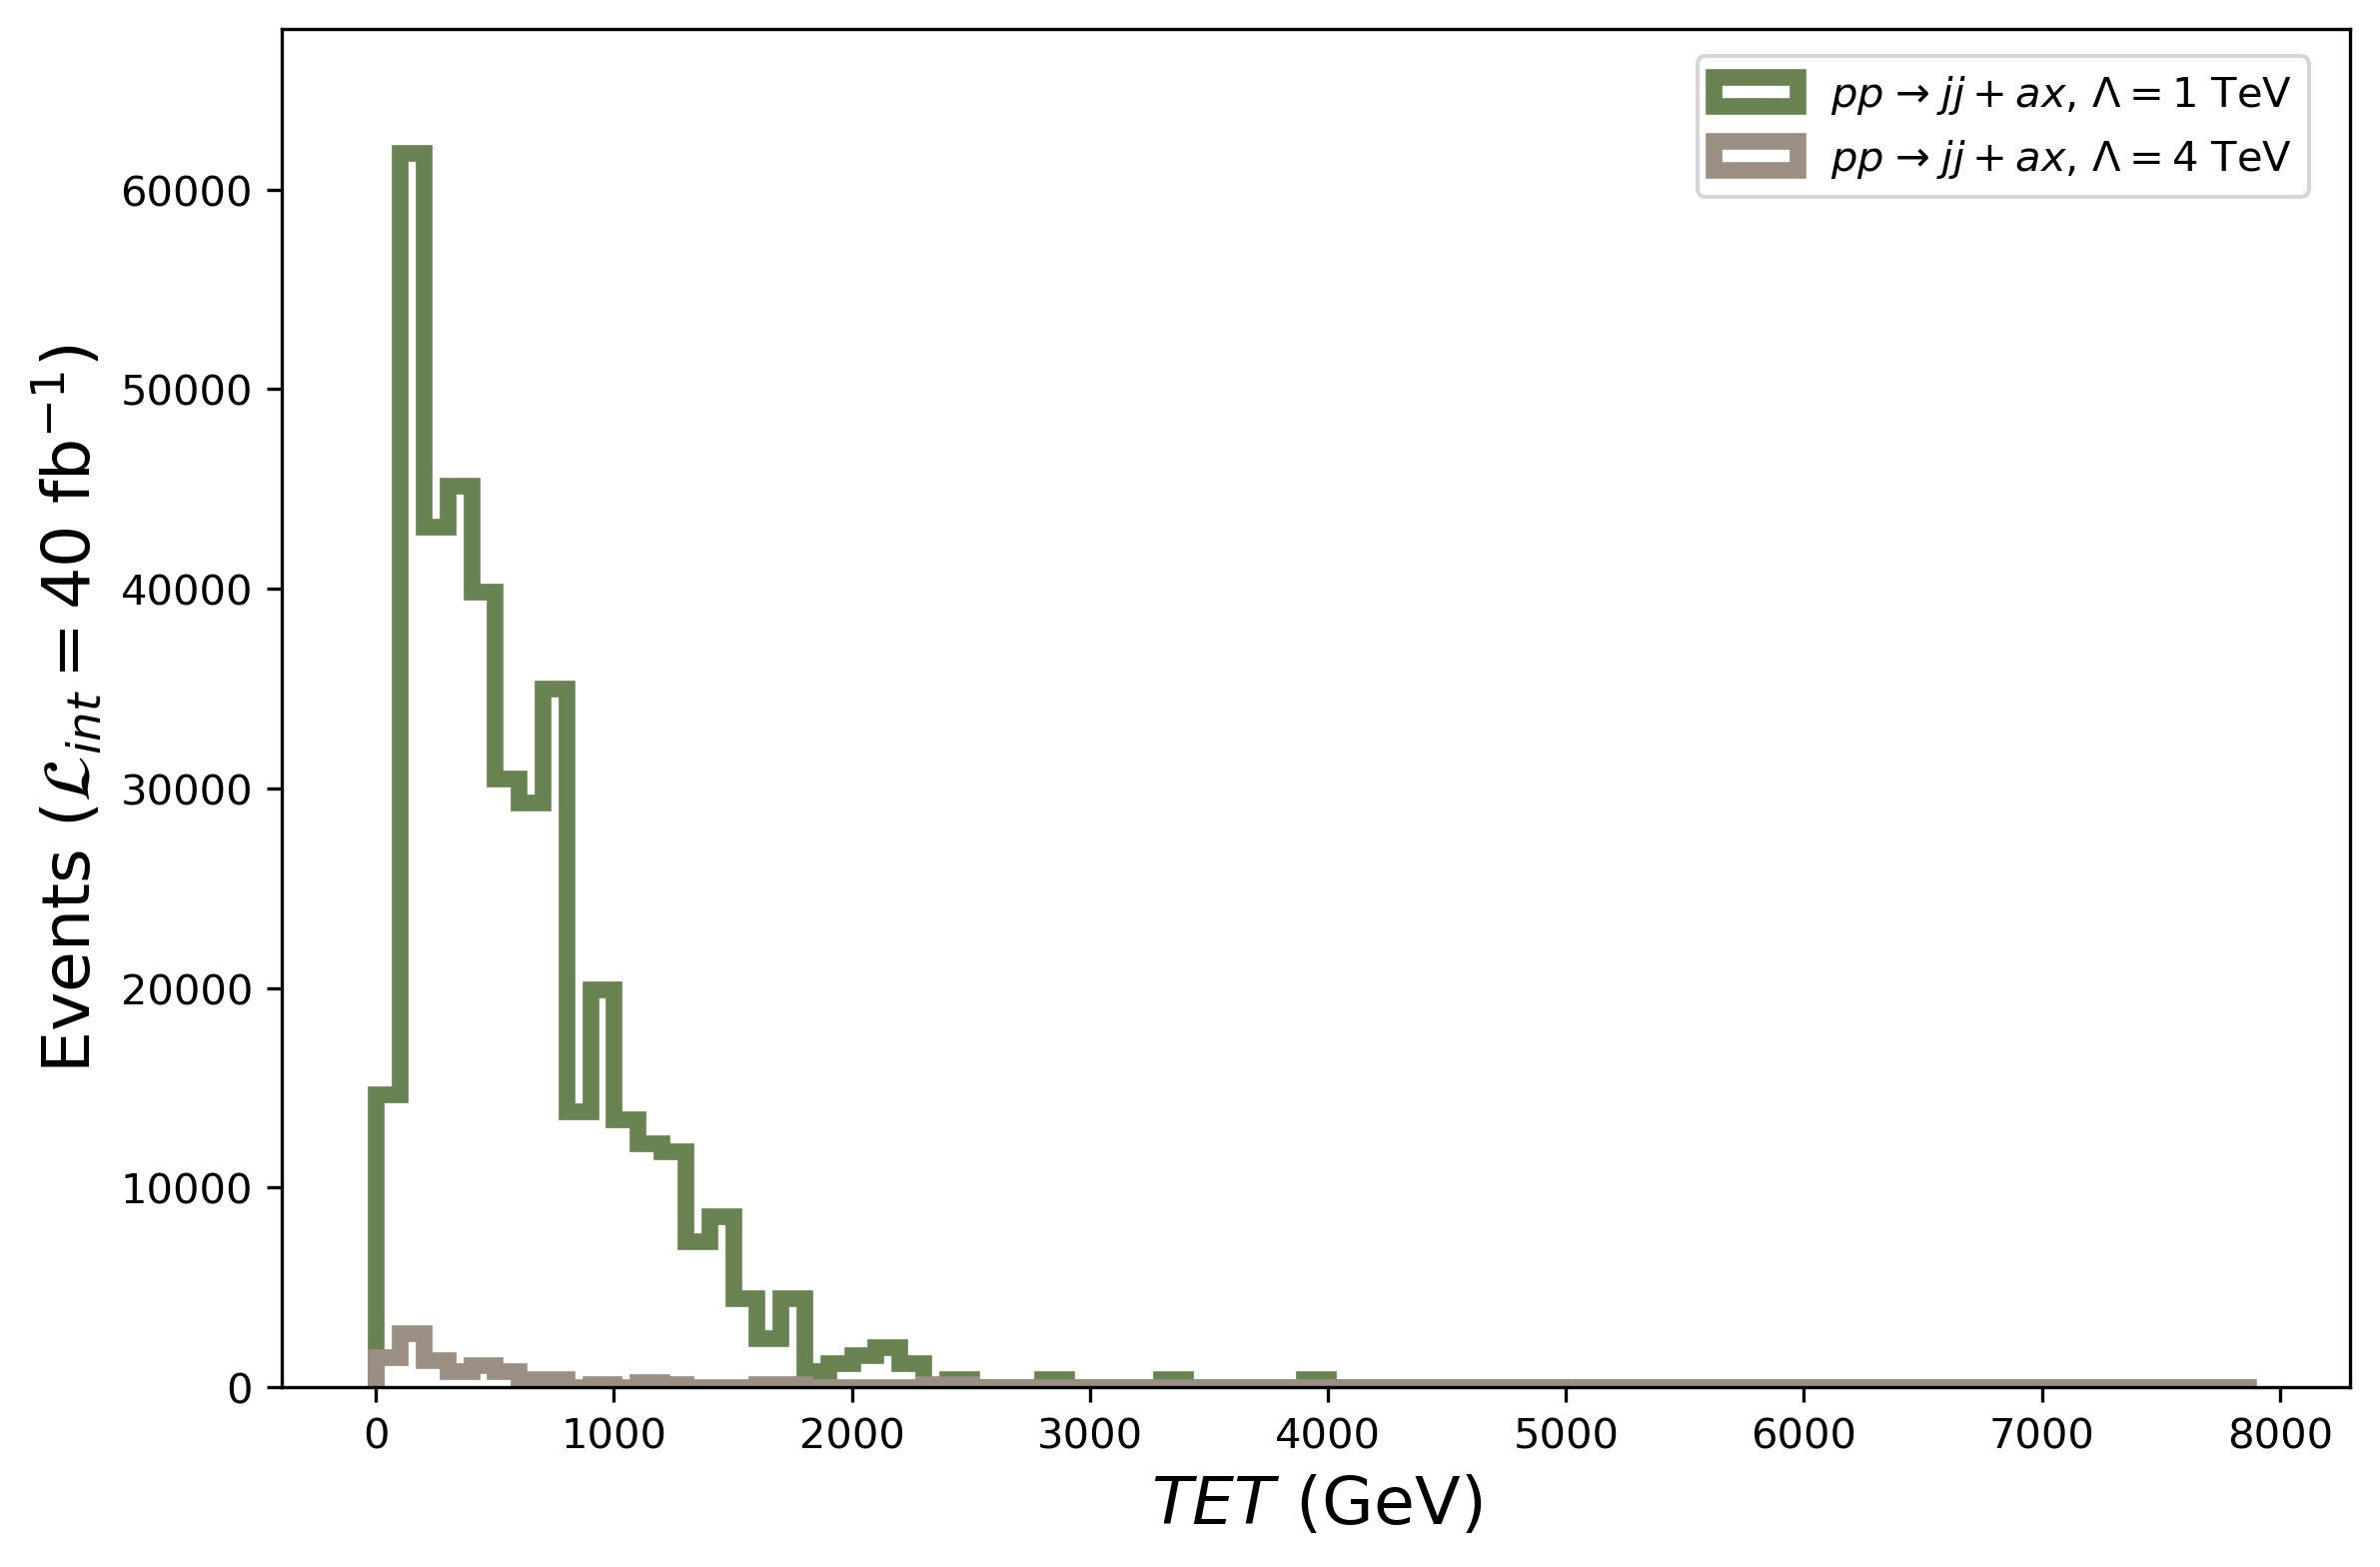 pp → jj + ax, Λ = 1 TeV
pp → jj + ax, Λ = 4 TeV
Events (ℒ_int = 40 fb⁻¹)
60000
50000
40000
30000
20000
10000
0
0 1000 2000 3000 4000 5000 6000 7000 8000
TET (GeV)